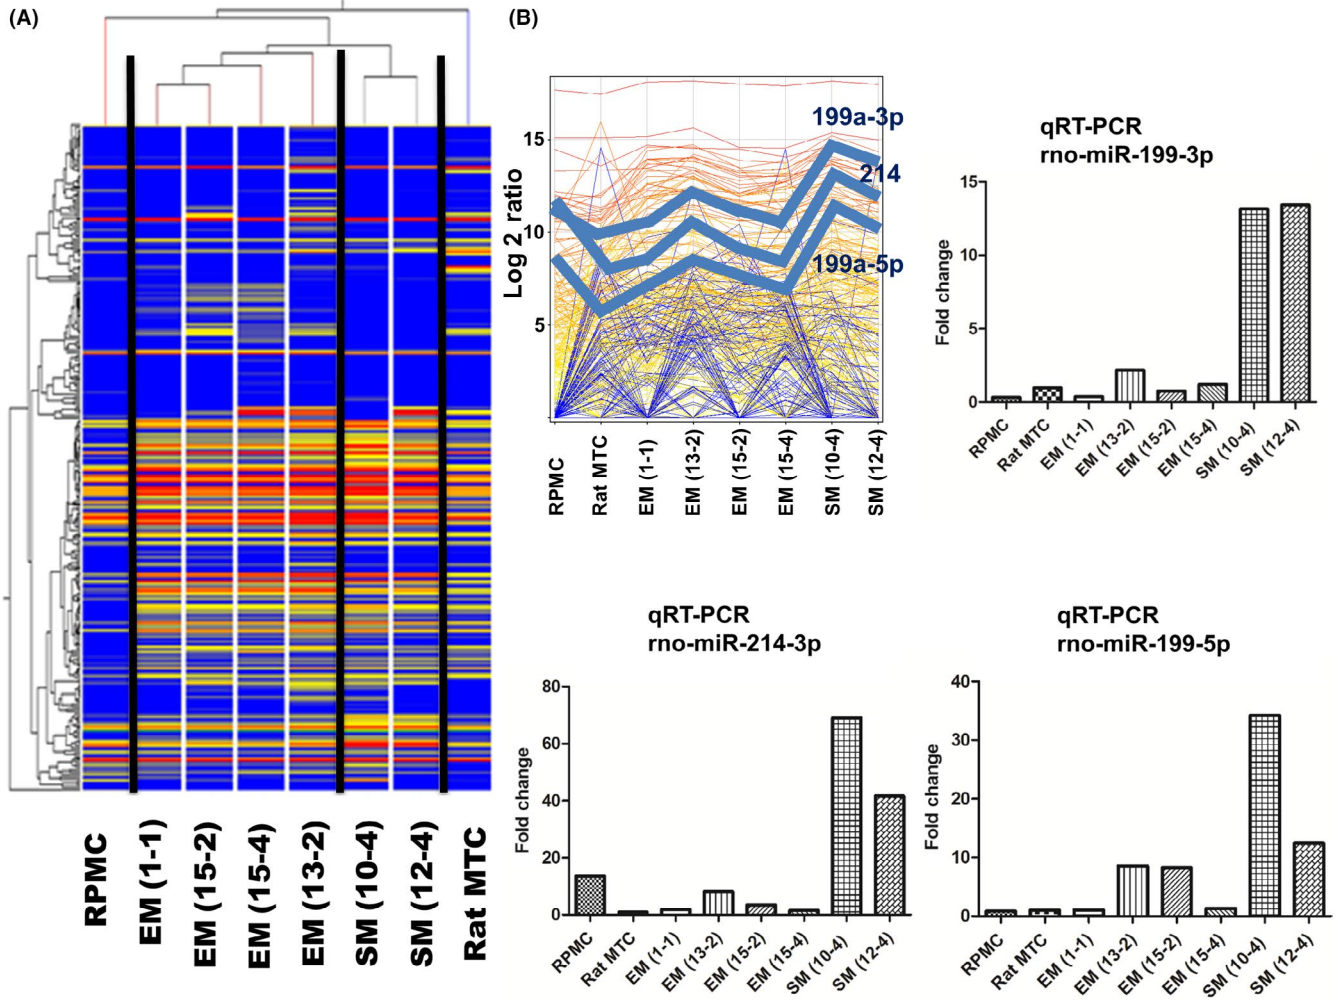 (A)
RPMC
EM (1-1)
EM (15-2)
EM (15-4)
EM (13-2)
SM (10-4)
SM (12-4)
Rat MTC
(B)
Log 2 ratio
15
10
5
199a-3p
214
199a-5p
RPMC
Rat MTC
EM (1-1)
EM (13-2)
EM (15-2)
EM (15-4)
SM (10-4)
SM (12-4)
qRT-PCR
rno-miR-199-3p
Fold change
15
10
5
0
RPMC
Rat MTC
EM (1-1)
EM (13-2)
EM (15-2)
EM (15-4)
SM (10-4)
SM (12-4)
qRT-PCR
rno-miR-214-3p
Fold change
80
60
40
20
0
RPMC
Rat MTC
EM (1-1)
EM (13-2)
EM (15-2)
EM (15-4)
SM (10-4)
SM (12-4)
qRT-PCR
rno-miR-199-5p
Fold change
40
30
20
10
0
RPMC
Rat MTC
EM (1-1)
EM (13-2)
EM (15-2)
EM (15-4)
SM (10-4)
SM (12-4)